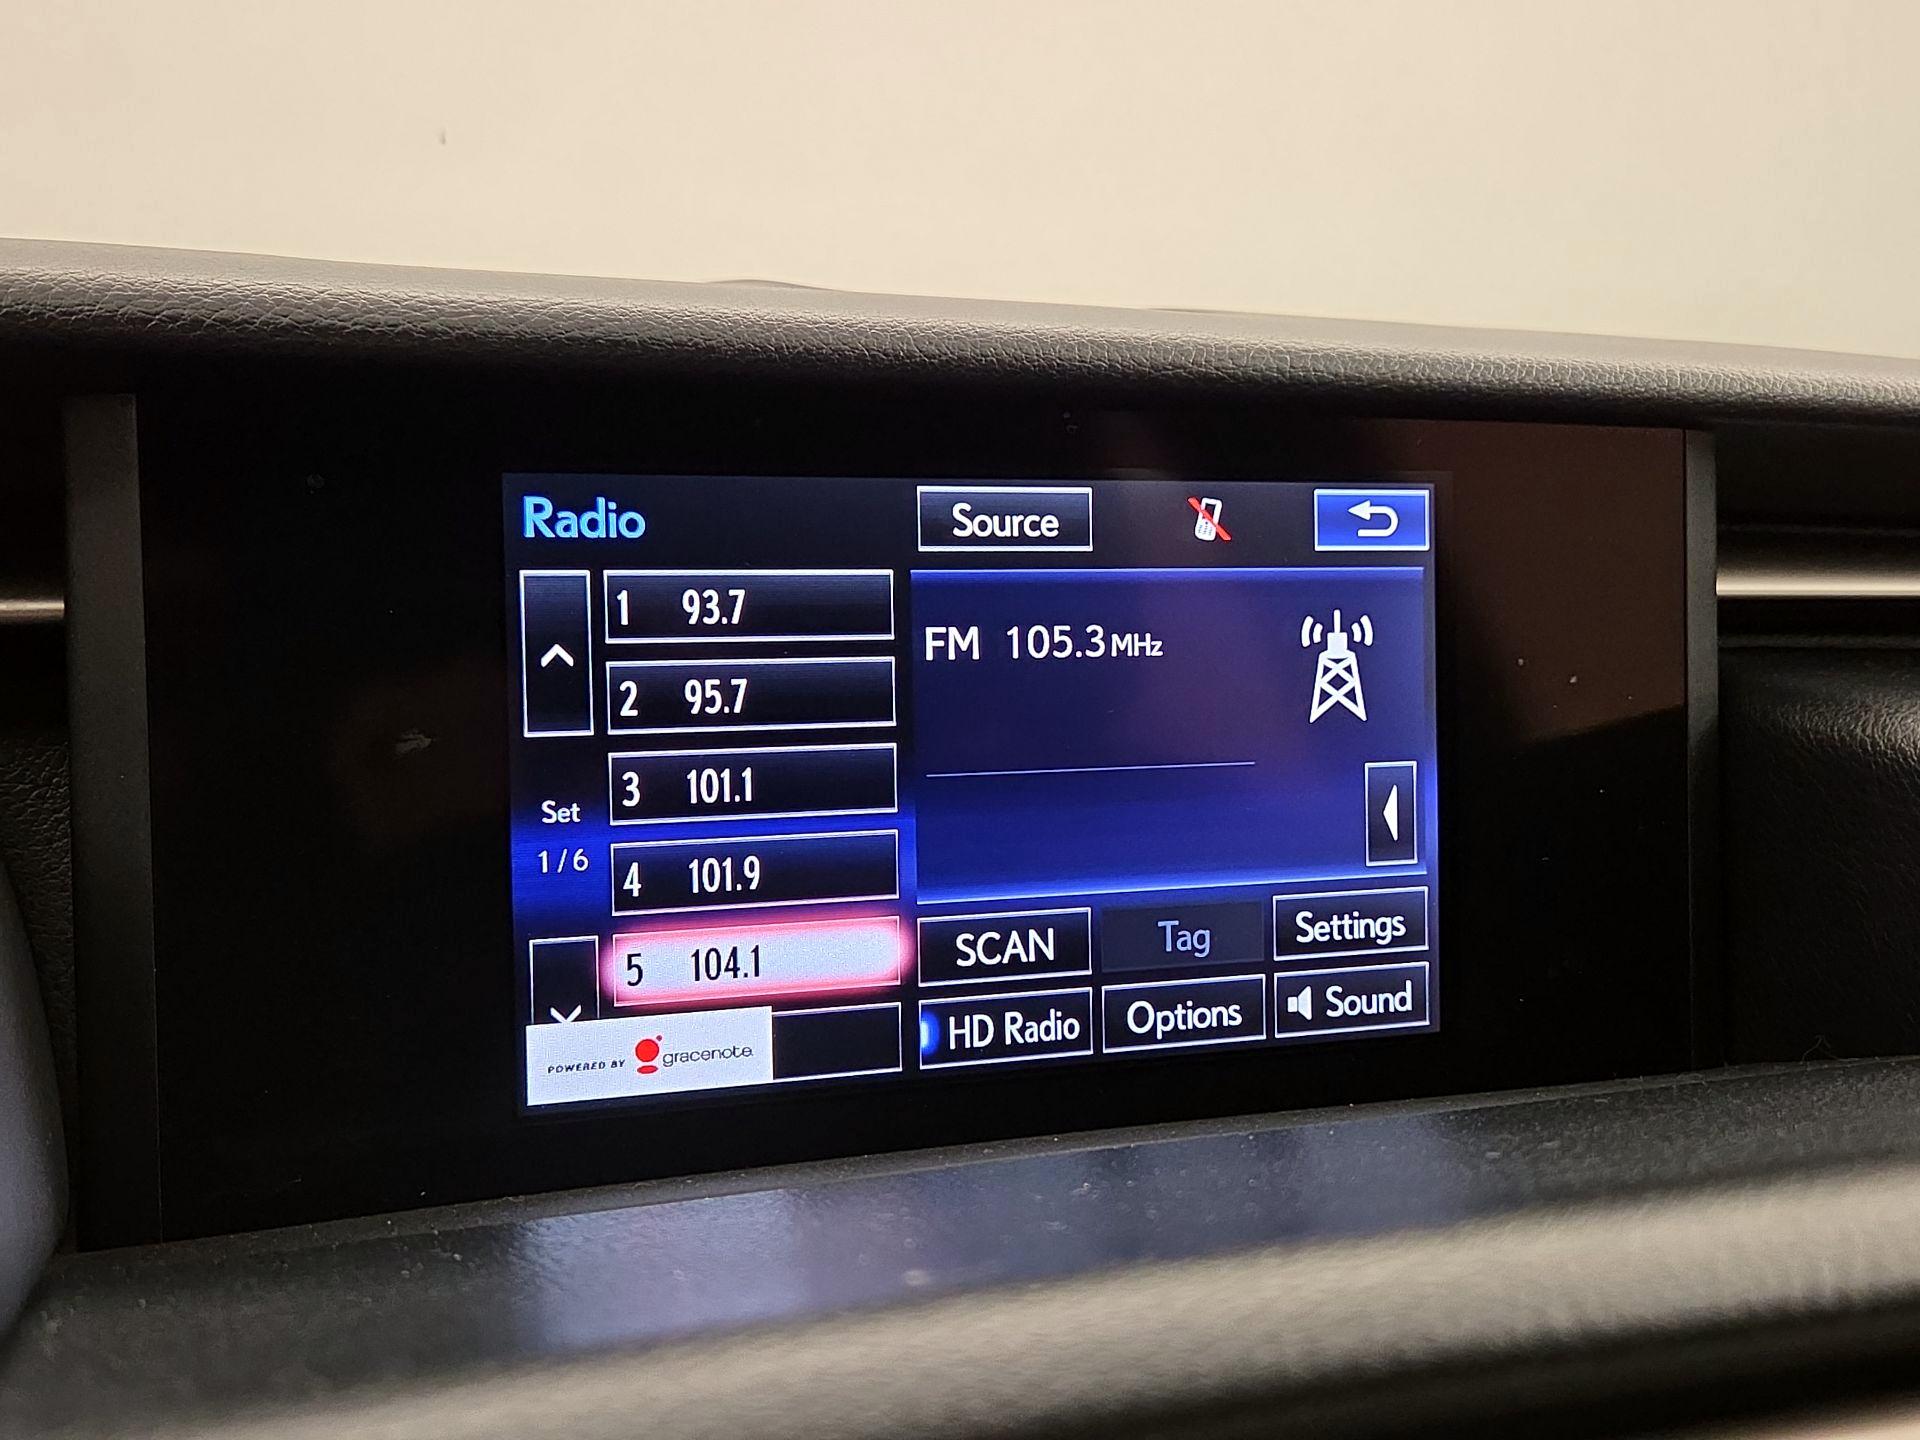 Radio
Source
1 93.7
2 95.7
3 101.1
4 101.9
5 104.1
Set
1/6
FM 105.3 MHz
SCAN
Tag
Settings
HD Radio
Options
Sound
POWERED BY gracenote.